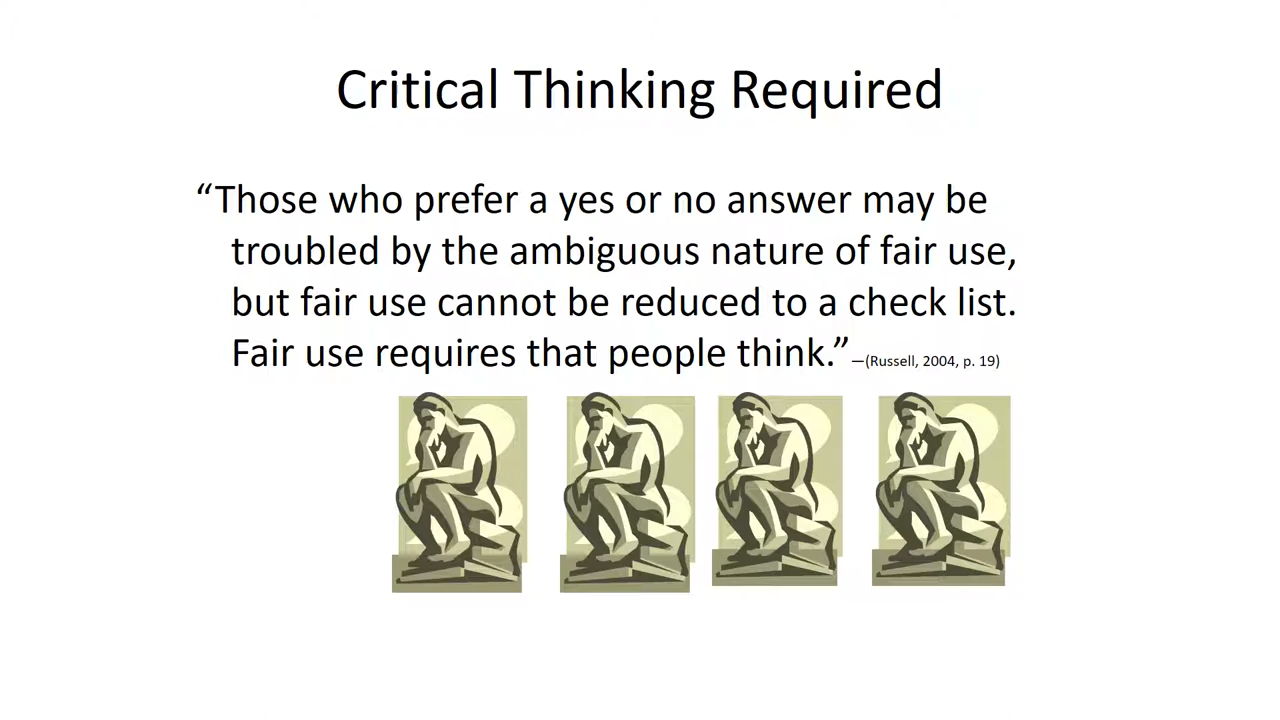 Critical Thinking Required
“Those who prefer a yes or no answer may be
troubled by the ambiguous nature of fair use,
but fair use cannot be reduced to a check list.
Fair use requires that people think.” —(Russell, 2004, p. 19)